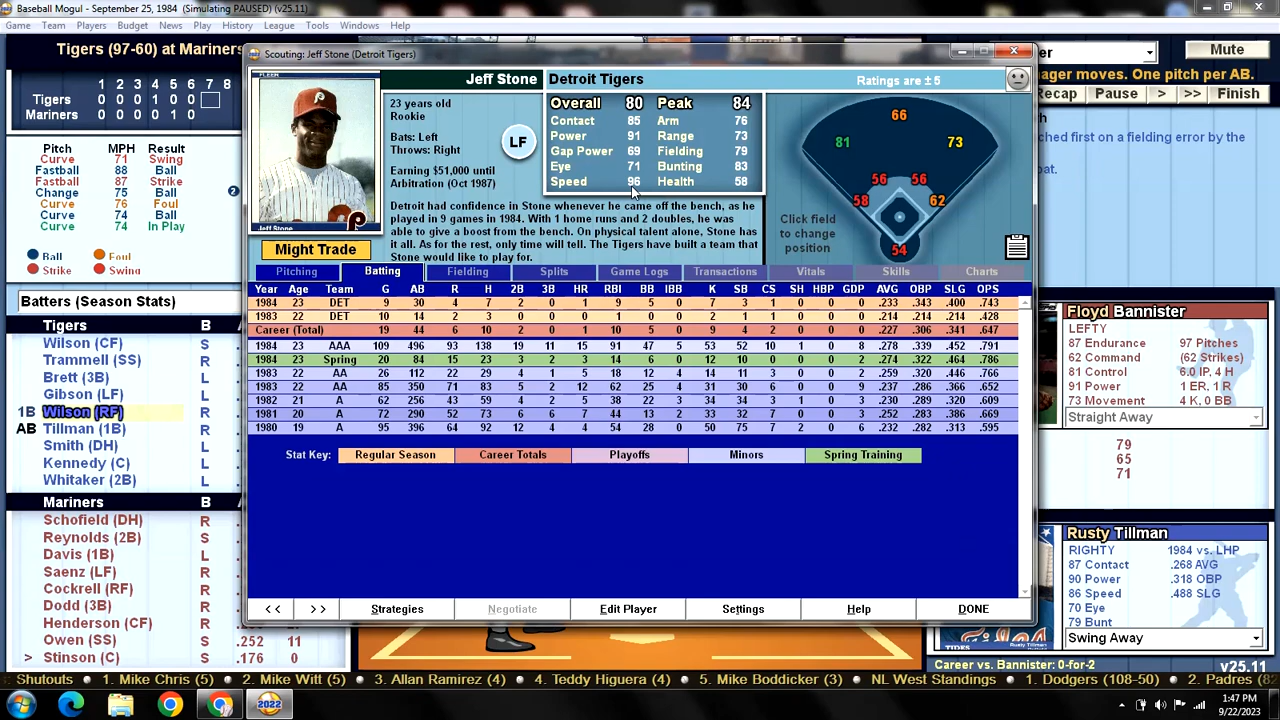 Baseball Mogul - September 25, 1984 (Simulating PAUSED) (v25.11)
Game Team Players Budget News Play History League Tools Windows Help
Tigers (97-60) at Mariners
1 2 3 4 5 6 7 8
Tigers 0 0 0 1 0 0
Mariners 0 0 0 0 1
Pitch MPH Result
Curve 71 Swing
Fastball 88 Ball
Fastball 87 Strike
Change 75 Ball
Curve 76 Foul
Curve 74 Ball
Curve 74 In Play
2
Ball Foul
Strike Swing
Batters (Season Stats)
Tigers B
Wilson (CF) S
Trammell (SS) R
Brett (3B) L
Gibson (LF) L
1B Wilson (RF) R
AB Tillman (1B) R
Smith (DH) L
Kennedy (C) L
Whitaker (2B) L
Mariners B
Schofield (DH) R
Reynolds (2B) S
Davis (1B) L
Saenz (LF) L
Cockrell (RF) R
Dodd (3B) R
Henderson (CF) R
Owen (SS) S .252 11
> Stinson (C) S .176 0
Scouting: Jeff Stone (Detroit Tigers)
FLEER
Jeff Stone
Jeff Stone
23 years old
Rookie
Bats: Left
Throws: Right
Earning $51,000 until
Arbitration (Oct 1987)
LF
Detroit Tigers
Ratings are ± 5
Overall 80 Peak 84
Contact 85 Arm 76
Power 91 Range 73
Gap Power 69 Fielding 79
Eye 71 Bunting 83
Speed 96 Health 58
Detroit had confidence in Stone whenever he came off the bench, as he
played in 9 games in 1984. With 1 home runs and 2 doubles, he was
able to give a boost from the bench. On physical talent alone, Stone has
it all. As for the rest, only time will tell. The Tigers have built a team that
Stone would like to play for.
Might Trade
66
81
73
56 56
58 62
54
Click field
to change
position
Pitching Batting Fielding Splits Game Logs Transactions Vitals Skills Charts
Year Age Team G AB R H 2B 3B HR RBI BB IBB K SB CS SH HBP GDP AVG OBP SLG OPS
1984 23 DET 9 30 4 7 2 0 1 9 5 0 7 3 1 0 0 0 .233 .343 .400 .743
1983 22 DET 10 14 2 3 0 0 0 1 0 0 2 1 1 0 0 0 .214 .214 .214 .428
Career (Total) 19 44 6 10 2 0 1 10 5 0 9 4 2 0 0 0 .227 .306 .341 .647
1984 23 AAA 109 496 93 138 19 11 15 91 47 5 53 52 10 1 0 8 .278 .339 .452 .791
1984 23 Spring 20 84 15 23 3 2 3 14 6 0 12 10 0 0 0 2 .274 .322 .464 .786
1983 22 AA 26 112 22 29 4 1 5 18 12 4 14 11 3 0 0 2 .259 .320 .446 .766
1983 22 AA 85 350 71 83 5 2 12 62 25 4 31 30 6 0 0 6 .237 .286 .366 .652
1982 21 A 62 256 43 59 4 2 5 38 22 3 34 34 3 1 0 3 .230 .289 .320 .609
1981 20 A 72 290 52 73 6 6 7 44 13 2 33 32 7 0 0 3 .252 .283 .386 .669
1980 19 A 95 396 64 92 12 4 4 54 28 0 50 75 7 2 0 6 .232 .282 .313 .595
Stat Key: Regular Season Career Totals Playoffs Minors Spring Training
<< >> Strategies Negotiate Edit Player Settings Help DONE
Mute
One pitch per AB.
Pause > >> Finish
first on a fielding error by the
Floyd Bannister
LEFTY
87 Endurance 97 Pitches
62 Command (62 Strikes)
81 Control 6.0 IP, 4 H
91 Power 1 ER, 1 R
73 Movement 4 K, 0 BB
Straight Away
79
65
71
Rusty Tillman
RIGHTY 1984 vs. LHP
87 Contact .268 AVG
90 Power .318 OBP
86 Speed .488 SLG
70 Eye
79 Bunt
Swing Away
TIDES Rusty Tillman
Career vs. Bannister: 0-for-2
v25.11
Shutouts 1. Mike Chris (5) 2. Mike Witt (5) 3. Allan Ramirez (4) 4. Teddy Higuera (4) 5. Mike Boddicker (3) NL West Standings 1. Dodgers (108-50) 2. Padres (82
2022
1:47 PM
9/22/2023